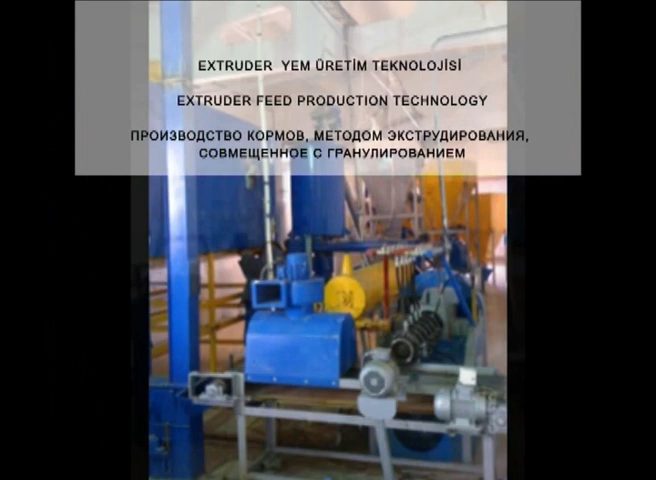 EXTRUDER YEM ÜRETİM TEKNOLOJİSİ
EXTRUDER FEED PRODUCTION TECHNOLOGY
ПРОИЗВОДСТВО КОРМОВ, МЕТОДОМ ЭКСТРУДИРОВАНИЯ,
СОВМЕЩЕННОЕ С ГРАНУЛИРОВАНИЕМ